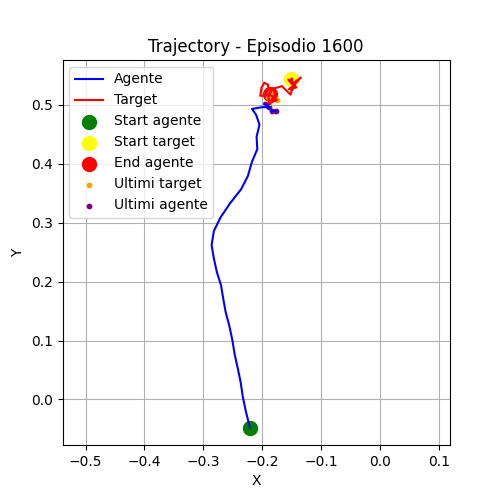 Trajectory - Episodio 1600
Agente
Target
Start agente
Start target
End agente
Ultimi target
Ultimi agente
Y
0.5
0.4
0.3
0.2
0.1
0.0
−0.5 −0.4 −0.3 −0.2 −0.1 0.0 0.1
X